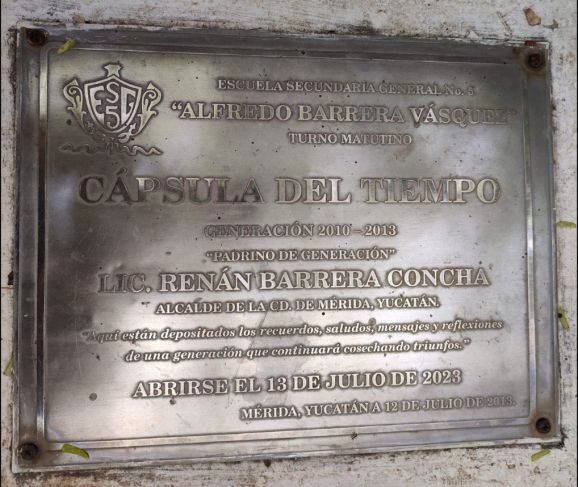 ESG
5
ESCUELA SECUNDARIA GENERAL No. 5
"ALFREDO BARRERA VÁSQUEZ"
TURNO MATUTINO
CÁPSULA DEL TIEMPO
GENERACIÓN 2010 – 2013
"PADRINO DE GENERACIÓN"
LIC. RENÁN BARRERA CONCHA
ALCALDE DE LA CD. DE MÉRIDA, YUCATÁN.
"Aquí están depositados los recuerdos, saludos, mensajes y reflexiones
de una generación que continuará cosechando triunfos."
ABRIRSE EL 13 DE JULIO DE 2023
MÉRIDA, YUCATÁN A 12 DE JULIO DE 2013.